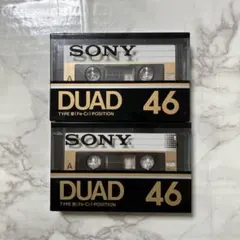 SONY
A
DUAD 46
TYPE III(Fe-Cr) POSITION
SONY
A
DUAD 46
TYPE III(Fe-Cr) POSITION